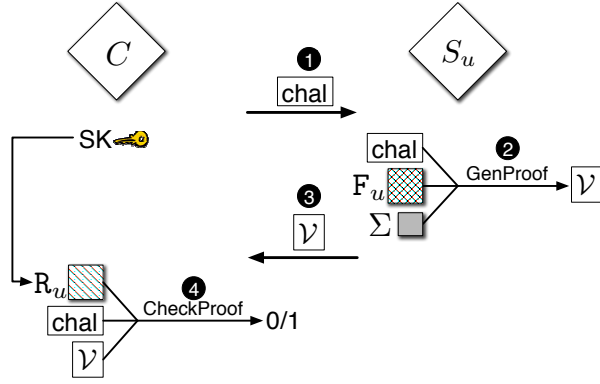 C
S_u
1
chal
SK
chal
2
GenProof
F_u
𝒱
Σ
3
𝒱
R_u
4
CheckProof
chal
0/1
𝒱